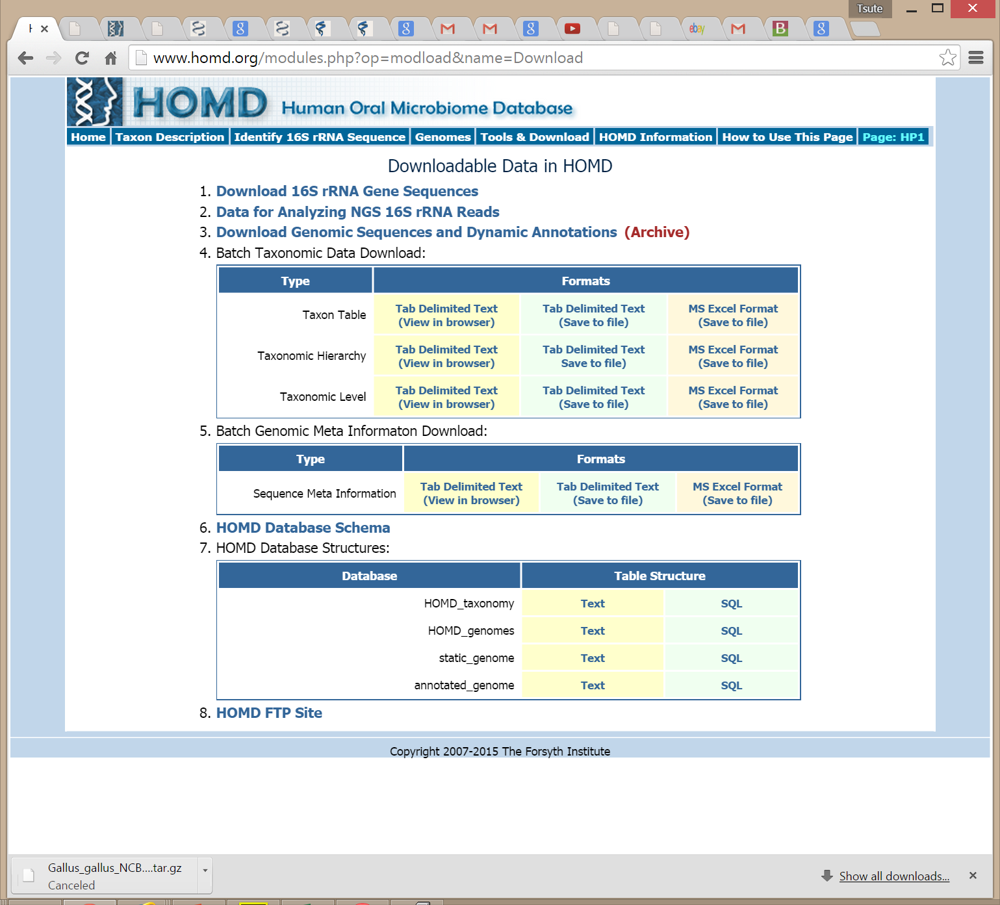 Tsute
www.homd.org/modules.php?op=modload&name=Download
HOMD Human Oral Microbiome Database
Home Taxon Description Identify 16S rRNA Sequence Genomes Tools & Download HOMD Information How to Use This Page Page: HP1
Downloadable Data in HOMD
1. Download 16S rRNA Gene Sequences
2. Data for Analyzing NGS 16S rRNA Reads
3. Download Genomic Sequences and Dynamic Annotations (Archive)
4. Batch Taxonomic Data Download:
Type Formats
Taxon Table Tab Delimited Text (View in browser) Tab Delimited Text (Save to file) MS Excel Format (Save to file)
Taxonomic Hierarchy Tab Delimited Text (View in browser) Tab Delimited Text Save to file) MS Excel Format (Save to file)
Taxonomic Level Tab Delimited Text (View in browser) Tab Delimited Text (Save to file) MS Excel Format (Save to file)
5. Batch Genomic Meta Informaton Download:
Type Formats
Sequence Meta Information Tab Delimited Text (View in browser) Tab Delimited Text (Save to file) MS Excel Format (Save to file)
6. HOMD Database Schema
7. HOMD Database Structures:
Database Table Structure
HOMD_taxonomy Text SQL
HOMD_genomes Text SQL
static_genome Text SQL
annotated_genome Text SQL
8. HOMD FTP Site
Copyright 2007-2015 The Forsyth Institute
Gallus_gallus_NCB....tar.gz
Canceled
Show all downloads...